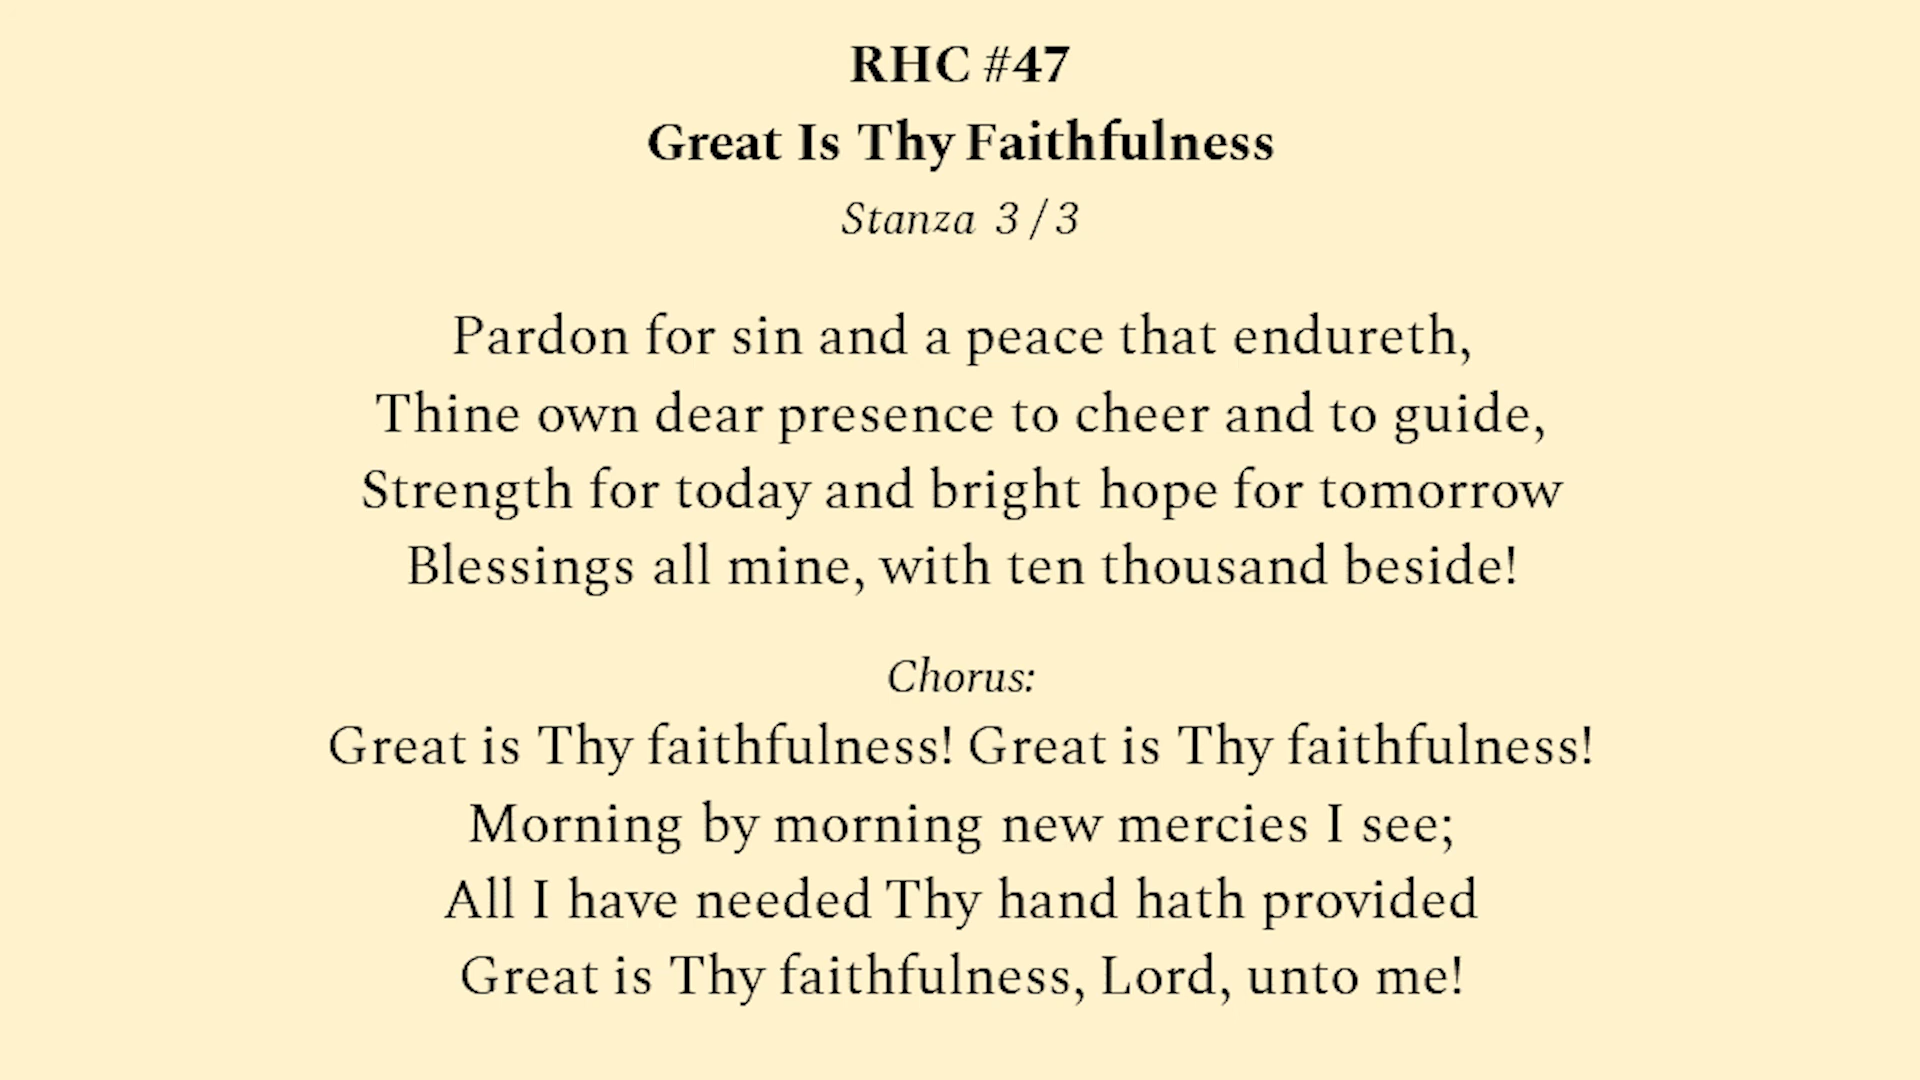 RHC #47
Great Is Thy Faithfulness
Stanza 3 / 3
Pardon for sin and a peace that endureth,
Thine own dear presence to cheer and to guide,
Strength for today and bright hope for tomorrow
Blessings all mine, with ten thousand beside!
Chorus:
Great is Thy faithfulness! Great is Thy faithfulness!
Morning by morning new mercies I see;
All I have needed Thy hand hath provided
Great is Thy faithfulness, Lord, unto me!